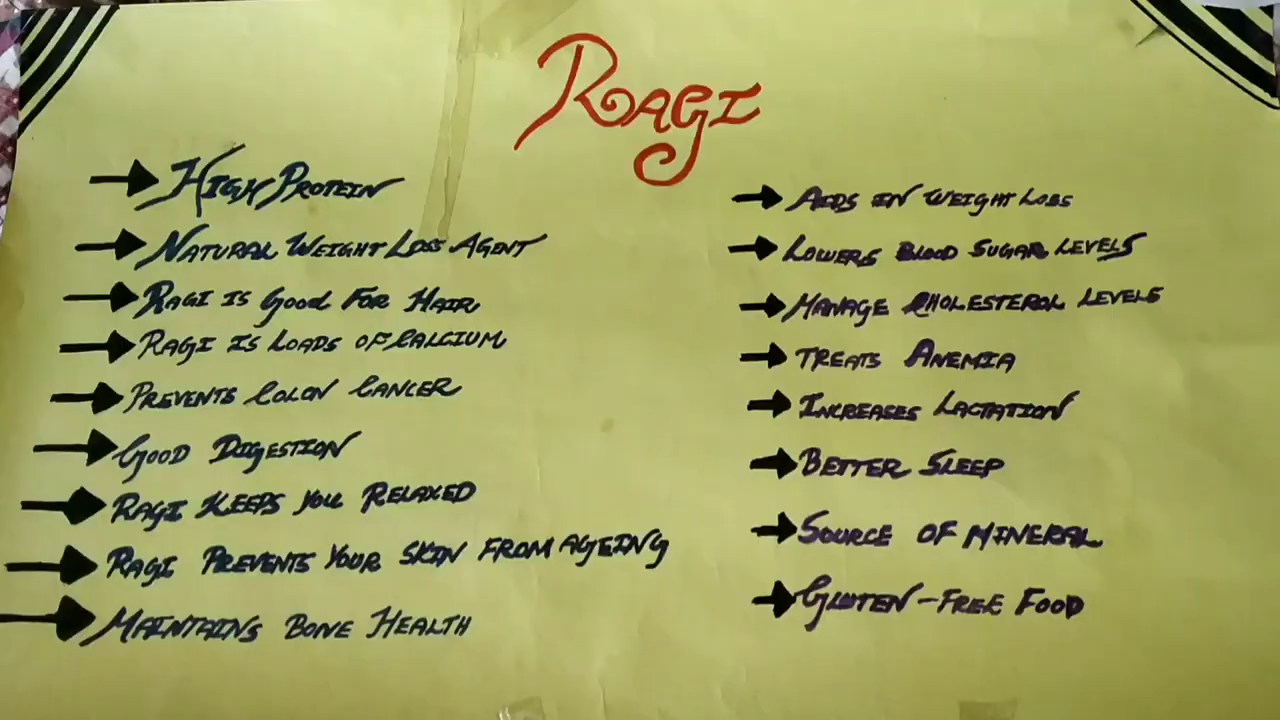 RAGI
HIGH PROTEIN
NATURAL WEIGHT LOSS AGENT
RAGI IS GOOD FOR HAIR
RAGI IS LOADS OF CALCIUM
PREVENTS COLON CANCER
GOOD DIGESTION
RAGI KEEPS YOU RELAXED
RAGI PREVENTS YOUR SKIN FROM AGEING
MAINTAINS BONE HEALTH
AIDS IN WEIGHT LOSS
LOWERS BLOOD SUGAR LEVELS
MANAGE CHOLESTEROL LEVELS
TREATS ANEMIA
INCREASES LACTATION
BETTER SLEEP
SOURCE OF MINERAL
GLUTEN-FREE FOOD